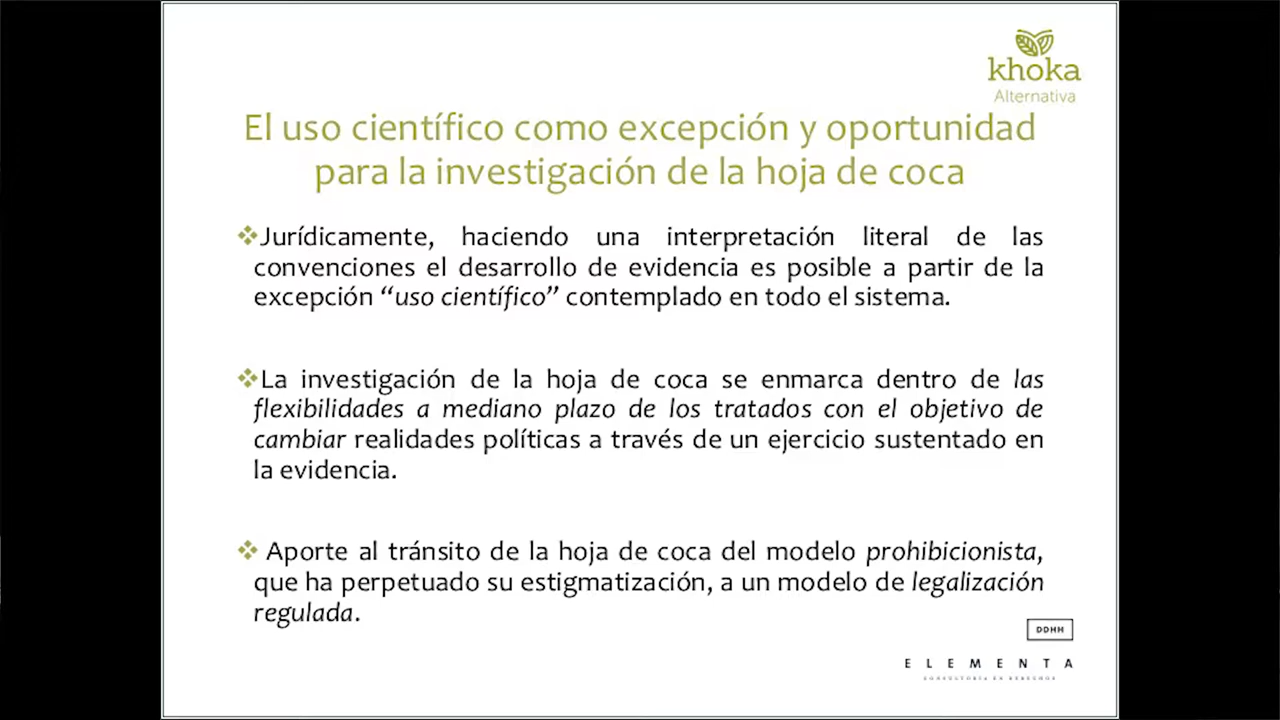 khoka
Alternativa
El uso científico como excepción y oportunidad
para la investigación de la hoja de coca
Jurídicamente, haciendo una interpretación literal de las
convenciones el desarrollo de evidencia es posible a partir de la
excepción “uso científico” contemplado en todo el sistema.
La investigación de la hoja de coca se enmarca dentro de las
flexibilidades a mediano plazo de los tratados con el objetivo de
cambiar realidades políticas a través de un ejercicio sustentado en
la evidencia.
Aporte al tránsito de la hoja de coca del modelo prohibicionista,
que ha perpetuado su estigmatización, a un modelo de legalización
regulada.
DDHH
ELEMENTA
CONSULTORÍA EN DERECHOS